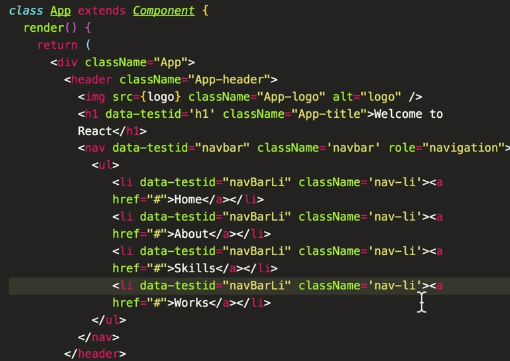 class App extends Component {
render() {
return (
<div className="App">
<header className="App-header">
<img src={logo} className="App-logo" alt="logo" />
<h1 data-testid='h1' className="App-title">Welcome to
React</h1>
<nav data-testid="navbar" className='navbar' role="navigation">
<ul>
<li data-testid="navBarLi" className='nav-li'><a
href="#">Home</a></li>
<li data-testid="navBarLi" className='nav-li'><a
href="#">About</a></li>
<li data-testid="navBarLi" className='nav-li'><a
href="#">Skills</a></li>
<li data-testid="navBarLi" className='nav-li'><a
href="#">Works</a></li>
</ul>
</nav>
</header>